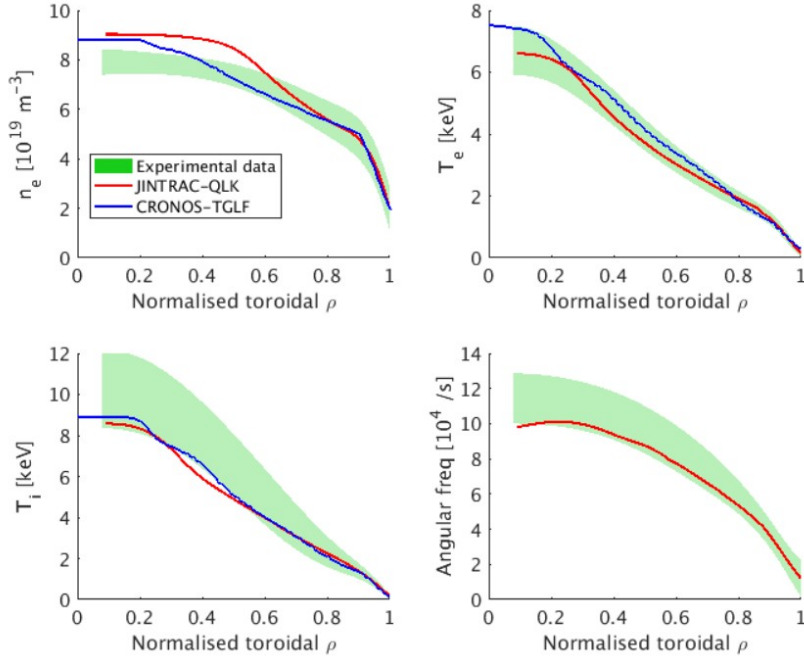 10
8
6
4
2
0
n_e [10^19 m^-3]
Experimental data
JINTRAC-QLK
CRONOS-TGLF
0 0.2 0.4 0.6 0.8 1
Normalised toroidal ρ
8
6
4
2
0
T_e [keV]
0 0.2 0.4 0.6 0.8 1
Normalised toroidal ρ
12
10
8
6
4
2
0
T_i [keV]
0 0.2 0.4 0.6 0.8 1
Normalised toroidal ρ
14
12
10
8
6
4
2
0
Angular freq [10^4 /s]
0 0.2 0.4 0.6 0.8 1
Normalised toroidal ρ